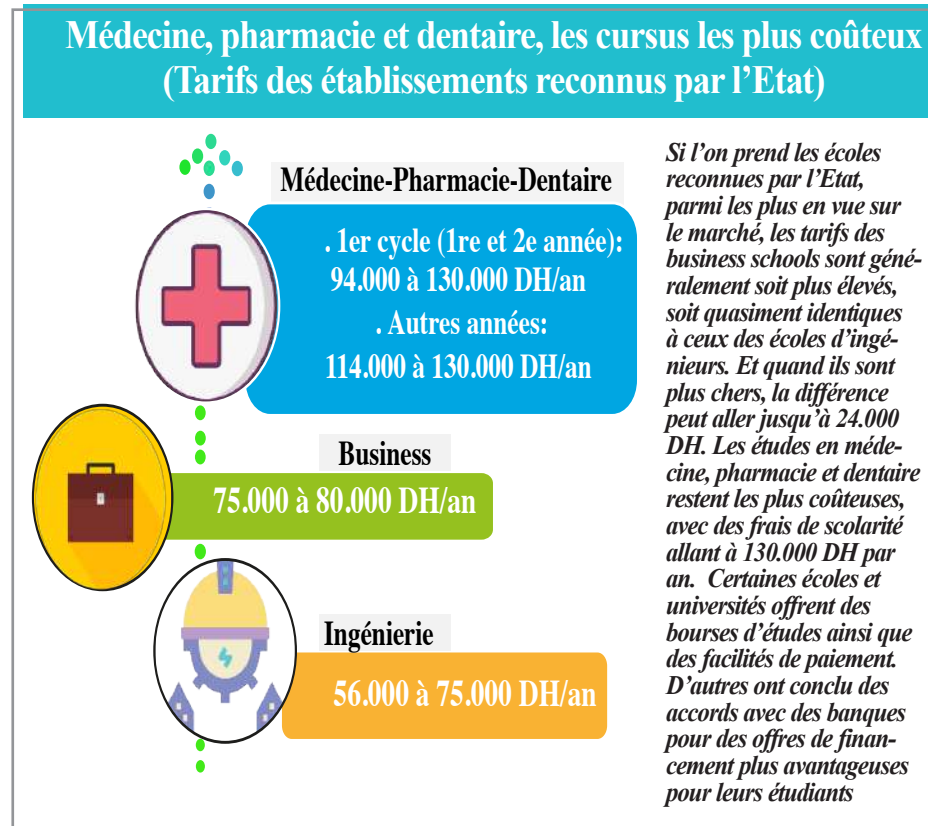 Médecine, pharmacie et dentaire, les cursus les plus coûteux
(Tarifs des établissements reconnus par l'Etat)
Médecine-Pharmacie-Dentaire
. 1er cycle (1re et 2e année):
94.000 à 130.000 DH/an
. Autres années:
114.000 à 130.000 DH/an
Business
75.000 à 80.000 DH/an
Ingénierie
56.000 à 75.000 DH/an
Si l'on prend les écoles
reconnues par l'Etat,
parmi les plus en vue sur
le marché, les tarifs des
business schools sont géné-
ralement soit plus élevés,
soit quasiment identiques
à ceux des écoles d'ingé-
nieurs. Et quand ils sont
plus chers, la différence
peut aller jusqu'à 24.000
DH. Les études en méde-
cine, pharmacie et dentaire
restent les plus coûteuses,
avec des frais de scolarité
allant à 130.000 DH par
an. Certaines écoles et
universités offrent des
bourses d'études ainsi que
des facilités de paiement.
D'autres ont conclu des
accords avec des banques
pour des offres de finan-
cement plus avantageuses
pour leurs étudiants